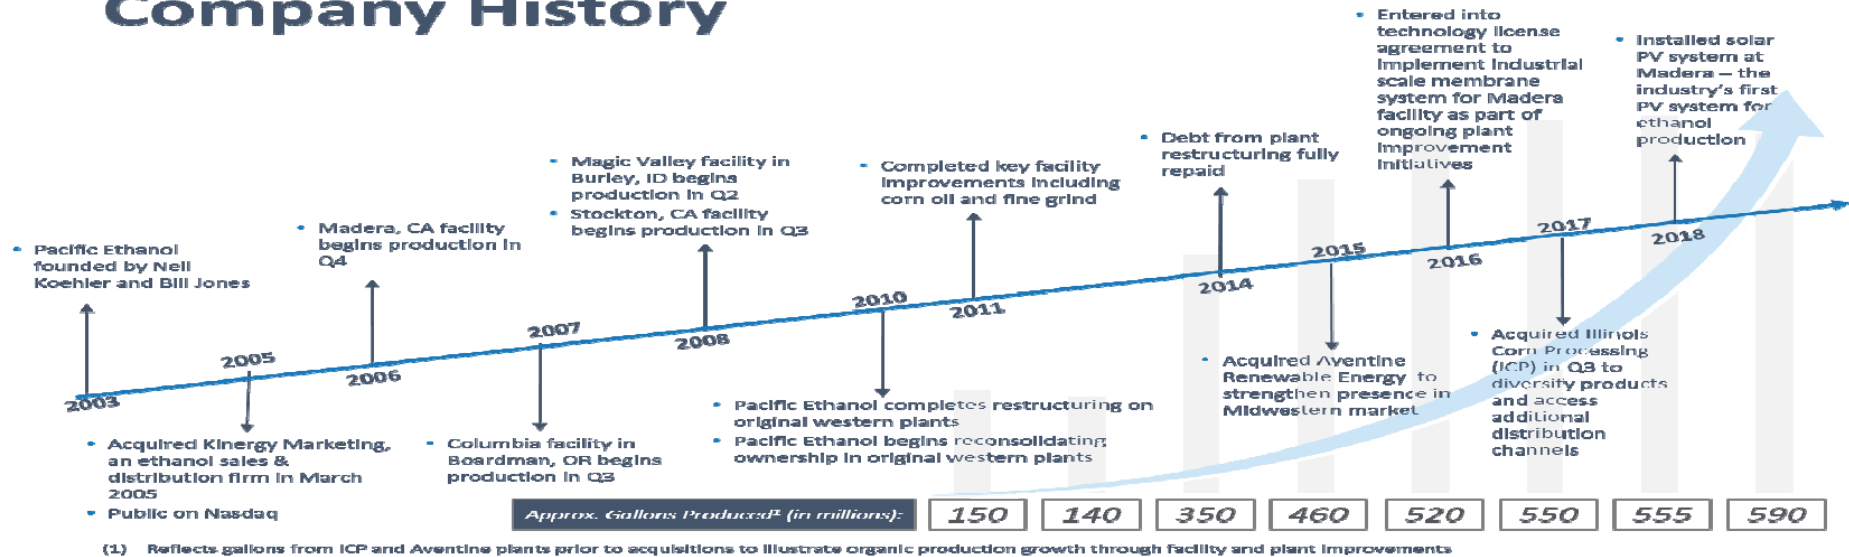 Company History
• Pacific Ethanol
founded by Neil
Koehler and Bill Jones
2003
2005
• Acquired Kinergy Marketing,
an ethanol sales &
distribution firm in March
2005
• Public on Nasdaq
• Madera, CA facility
begins production in
Q4
2006
2007
• Columbia facility in
Boardman, OR begins
production in Q3
• Magic Valley facility in
Burley, ID begins
production in Q2
• Stockton, CA facility
begins production in Q3
2008
2010
• Pacific Ethanol completes restructuring on
original western plants
• Pacific Ethanol begins reconsolidating
ownership in original western plants
• Completed key facility
improvements including
corn oil and fine grind
2011
• Debt from plant
restructuring fully
repaid
2014
2015
• Acquired Aventine
Renewable Energy to
strengthen presence in
Midwestern market
• Entered into
technology license
agreement to
implement industrial
scale membrane
system for Madera
facility as part of
ongoing plant
improvement
initiatives
2016
2017
• Acquired Illinois
Corn Processing
(ICP) in Q3 to
diversify products
and access
additional
distribution
channels
• Installed solar
PV system at
Madera – the
industry's first
PV system for
ethanol
production
2018
Approx. Gallons Produced¹ (in millions): 150 140 350 460 520 550 555 590
(1) Reflects gallons from ICP and Aventine plants prior to acquisitions to illustrate organic production growth through facility and plant improvements